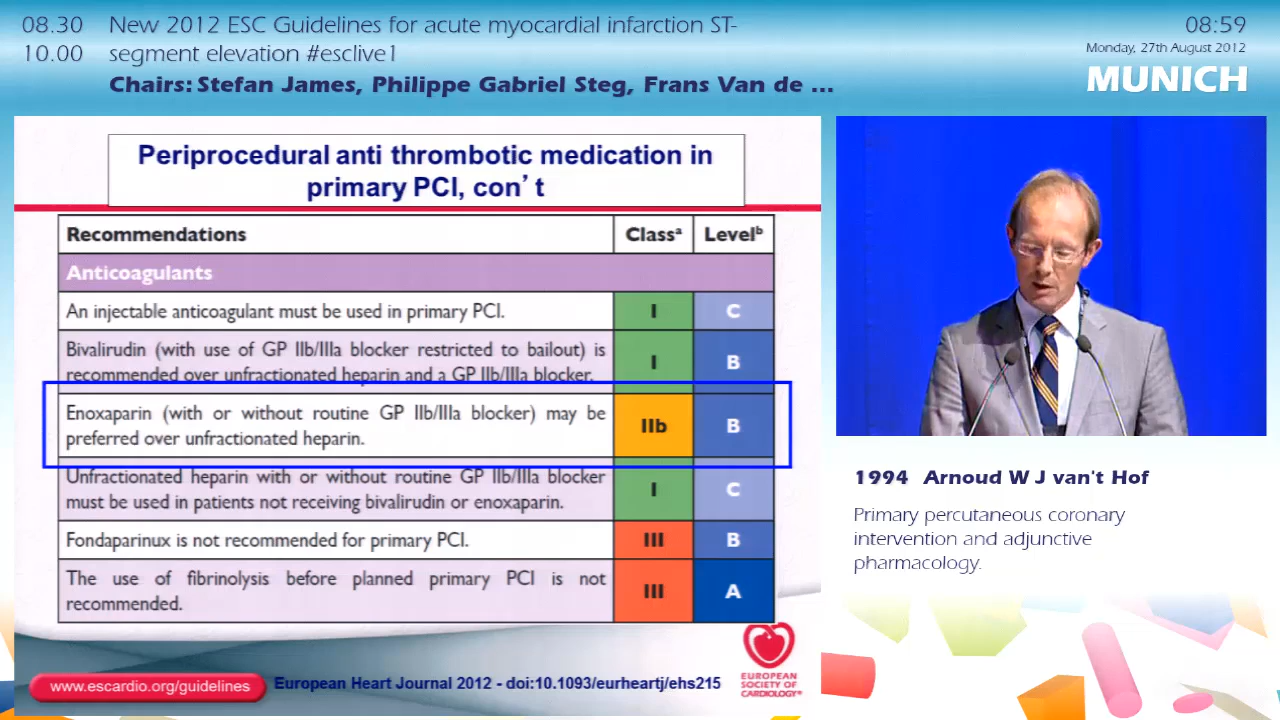 08.30
10.00
New 2012 ESC Guidelines for acute myocardial infarction ST-
segment elevation #esclive1
Chairs: Stefan James, Philippe Gabriel Steg, Frans Van de ...
08:59
Monday, 27th August 2012
MUNICH
Periprocedural anti thrombotic medication in
primary PCI, con't
Recommendations Classᵃ Levelᵇ
Anticoagulants
An injectable anticoagulant must be used in primary PCI. I C
Bivalirudin (with use of GP IIb/IIIa blocker restricted to bailout) is
recommended over unfractionated heparin and a GP IIb/IIIa blocker. I B
Enoxaparin (with or without routine GP IIb/IIIa blocker) may be
preferred over unfractionated heparin. IIb B
Unfractionated heparin with or without routine GP IIb/IIIa blocker
must be used in patients not receiving bivalirudin or enoxaparin. I C
Fondaparinux is not recommended for primary PCI. III B
The use of fibrinolysis before planned primary PCI is not
recommended. III A
www.escardio.org/guidelines
European Heart Journal 2012 - doi:10.1093/eurheartj/ehs215
EUROPEAN
SOCIETY OF
CARDIOLOGY®
1994 Arnoud W J van't Hof
Primary percutaneous coronary
intervention and adjunctive
pharmacology.